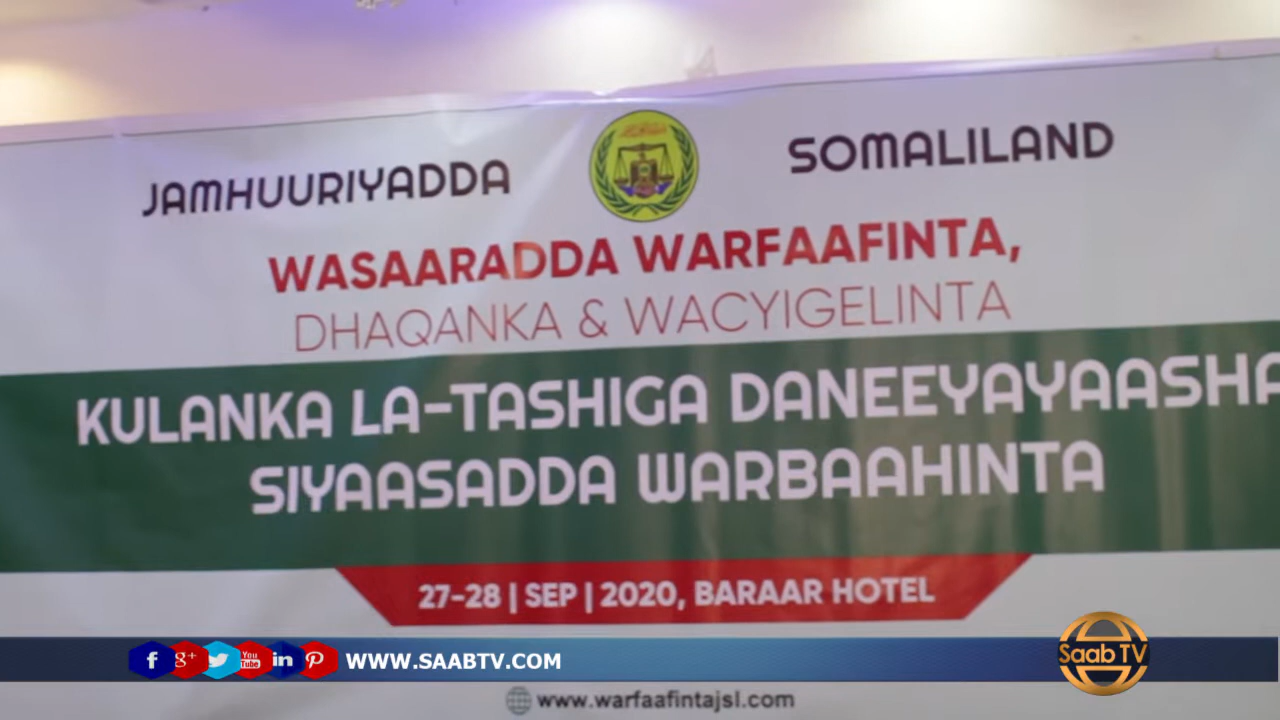 JAMHUURIYADDA SOMALILAND
WASAARADDA WARFAAFINTA,
DHAQANKA & WACYIGELINTA
KULANKA LA-TASHIGA DANEEYAYAASHA
SIYAASADDA WARBAAHINTA
27-28 | SEP | 2020, BARAAR HOTEL
WWW.SAABTV.COM
Saab TV
www.warfaafintajsl.com